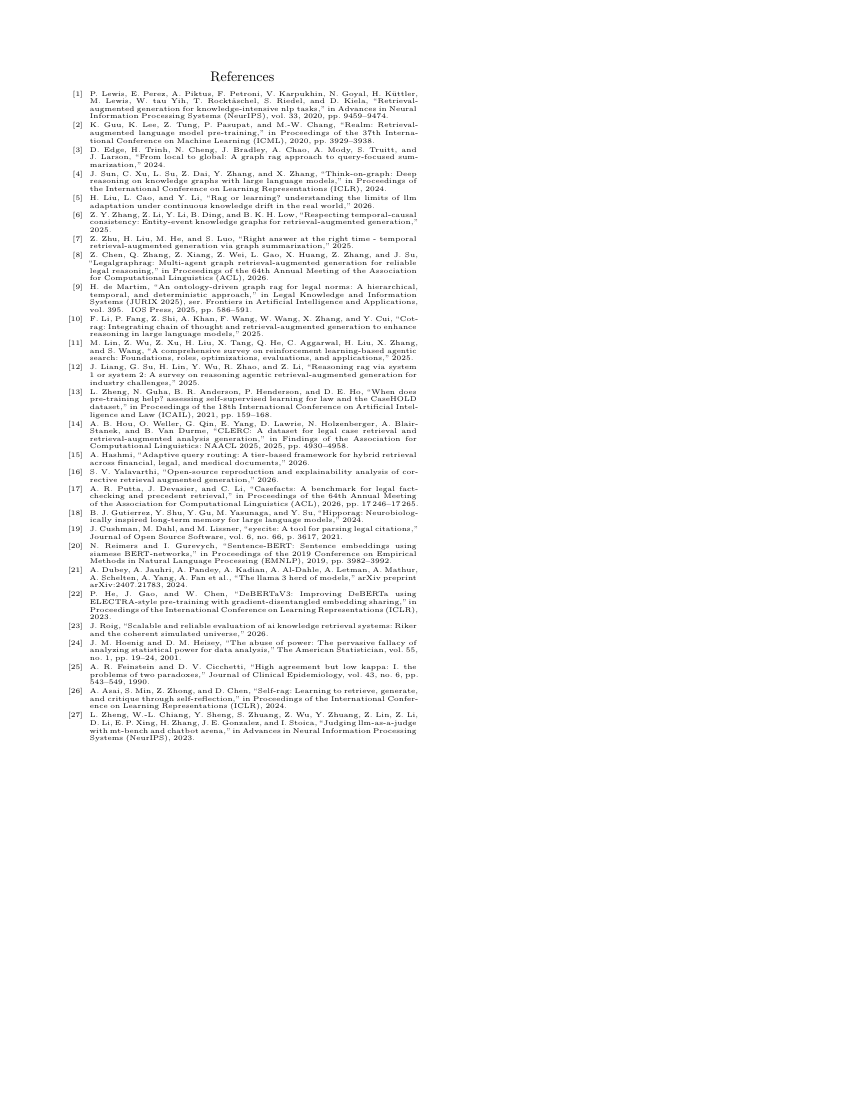 References
[1] P. Lewis, E. Perez, A. Piktus, F. Petroni, V. Karpukhin, N. Goyal, H. Küttler,
M. Lewis, W. tau Yih, T. Rocktäschel, S. Riedel, and D. Kiela, “Retrieval-
augmented generation for knowledge-intensive nlp tasks,” in Advances in Neural
Information Processing Systems (NeurIPS), vol. 33, 2020, pp. 9459–9474.
[2] K. Guu, K. Lee, Z. Tung, P. Pasupat, and M.-W. Chang, “Realm: Retrieval-
augmented language model pre-training,” in Proceedings of the 37th Interna-
tional Conference on Machine Learning (ICML), 2020, pp. 3929–3938.
[3] D. Edge, H. Trinh, N. Cheng, J. Bradley, A. Chao, A. Mody, S. Truitt, and
J. Larson, “From local to global: A graph rag approach to query-focused sum-
marization,” 2024.
[4] J. Sun, C. Xu, L. Su, Z. Dai, Y. Zhang, and X. Zhang, “Think-on-graph: Deep
reasoning on knowledge graphs with large language models,” in Proceedings of
the International Conference on Learning Representations (ICLR), 2024.
[5] H. Liu, L. Cao, and Y. Li, “Rag or learning? understanding the limits of llm
adaptation under continuous knowledge drift in the real world,” 2026.
[6] Z. Y. Zhang, Z. Li, Y. Li, B. Ding, and B. K. H. Low, “Respecting temporal-causal
consistency: Entity-event knowledge graphs for retrieval-augmented generation,”
2025.
[7] Z. Zhu, H. Liu, M. He, and S. Luo, “Right answer at the right time - temporal
retrieval-augmented generation via graph summarization,” 2025.
[8] Z. Chen, Q. Zhang, Z. Xiang, Z. Wei, L. Gao, X. Huang, Z. Zhang, and J. Su,
“Legalgraphrag: Multi-agent graph retrieval-augmented generation for reliable
legal reasoning,” in Proceedings of the 64th Annual Meeting of the Association
for Computational Linguistics (ACL), 2026.
[9] H. de Martim, “An ontology-driven graph rag for legal norms: A hierarchical,
temporal, and deterministic approach,” in Legal Knowledge and Information
Systems (JURIX 2025), ser. Frontiers in Artificial Intelligence and Applications,
vol. 395. IOS Press, 2025, pp. 586–591.
[10] F. Li, P. Fang, Z. Shi, A. Khan, F. Wang, W. Wang, X. Zhang, and Y. Cui, “Cot-
rag: Integrating chain of thought and retrieval-augmented generation to enhance
reasoning in large language models,” 2025.
[11] M. Lin, Z. Wu, Z. Xu, H. Liu, X. Tang, Q. He, C. Aggarwal, H. Liu, X. Zhang,
and S. Wang, “A comprehensive survey on reinforcement learning-based agentic
search: Foundations, roles, optimizations, evaluations, and applications,” 2025.
[12] J. Liang, G. Su, H. Lin, Y. Wu, R. Zhao, and Z. Li, “Reasoning rag via system
1 or system 2: A survey on reasoning agentic retrieval-augmented generation for
industry challenges,” 2025.
[13] L. Zheng, N. Guha, B. R. Anderson, P. Henderson, and D. E. Ho, “When does
pre-training help? assessing self-supervised learning for law and the CaseHOLD
dataset,” in Proceedings of the 18th International Conference on Artificial Intel-
ligence and Law (ICAIL), 2021, pp. 159–168.
[14] A. B. Hou, O. Weller, G. Qin, E. Yang, D. Lawrie, N. Holzenberger, A. Blair-
Stanek, and B. Van Durme, “CLERC: A dataset for legal case retrieval and
retrieval-augmented analysis generation,” in Findings of the Association for
Computational Linguistics: NAACL 2025, 2025, pp. 4930–4958.
[15] A. Hashmi, “Adaptive query routing: A tier-based framework for hybrid retrieval
across financial, legal, and medical documents,” 2026.
[16] S. V. Yalavarthi, “Open-source reproduction and explainability analysis of cor-
rective retrieval augmented generation,” 2026.
[17] A. R. Putta, J. Devasier, and C. Li, “Casefacts: A benchmark for legal fact-
checking and precedent retrieval,” in Proceedings of the 64th Annual Meeting
of the Association for Computational Linguistics (ACL), 2026, pp. 17 246–17 265.
[18] B. J. Gutierrez, Y. Shu, Y. Gu, M. Yasunaga, and Y. Su, “Hipporag: Neurobiolog-
ically inspired long-term memory for large language models,” 2024.
[19] J. Cushman, M. Dahl, and M. Lissner, “eyecite: A tool for parsing legal citations,”
Journal of Open Source Software, vol. 6, no. 66, p. 3617, 2021.
[20] N. Reimers and I. Gurevych, “Sentence-BERT: Sentence embeddings using
siamese BERT-networks,” in Proceedings of the 2019 Conference on Empirical
Methods in Natural Language Processing (EMNLP), 2019, pp. 3982–3992.
[21] A. Dubey, A. Jauhri, A. Pandey, A. Kadian, A. Al-Dahle, A. Letman, A. Mathur,
A. Schelten, A. Yang, A. Fan et al., “The llama 3 herd of models,” arXiv preprint
arXiv:2407.21783, 2024.
[22] P. He, J. Gao, and W. Chen, “DeBERTaV3: Improving DeBERTa using
ELECTRA-style pre-training with gradient-disentangled embedding sharing,” in
Proceedings of the International Conference on Learning Representations (ICLR),
2023.
[23] J. Roig, “Scalable and reliable evaluation of ai knowledge retrieval systems: Riker
and the coherent simulated universe,” 2026.
[24] J. M. Hoenig and D. M. Heisey, “The abuse of power: The pervasive fallacy of
analyzing statistical power for data analysis,” The American Statistician, vol. 55,
no. 1, pp. 19–24, 2001.
[25] A. R. Feinstein and D. V. Cicchetti, “High agreement but low kappa: I. the
problems of two paradoxes,” Journal of Clinical Epidemiology, vol. 43, no. 6, pp.
543–549, 1990.
[26] A. Asai, S. Min, Z. Zhong, and D. Chen, “Self-rag: Learning to retrieve, generate,
and critique through self-reflection,” in Proceedings of the International Confer-
ence on Learning Representations (ICLR), 2024.
[27] L. Zheng, W.-L. Chiang, Y. Sheng, S. Zhuang, Z. Wu, Y. Zhuang, Z. Lin, Z. Li,
D. Li, E. P. Xing, H. Zhang, J. E. Gonzalez, and I. Stoica, “Judging llm-as-a-judge
with mt-bench and chatbot arena,” in Advances in Neural Information Processing
Systems (NeurIPS), 2023.